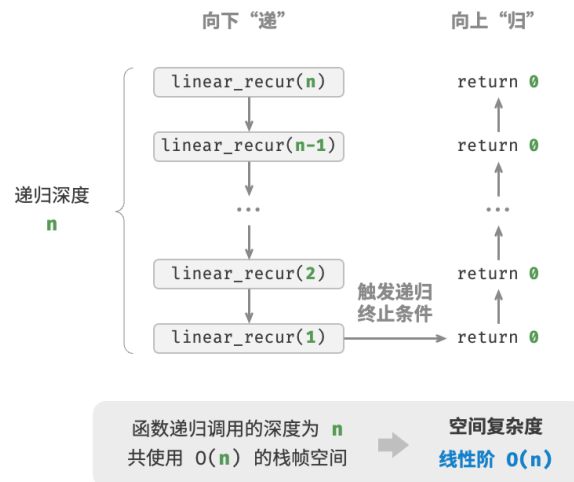 向下“递”
向上“归”
linear_recur(n)
return 0
linear_recur(n-1)
return 0
递归深度
n
...
...
linear_recur(2)
return 0
触发递归
终止条件
linear_recur(1)
return 0
函数递归调用的深度为 n
共使用 O(n) 的栈帧空间
空间复杂度
线性阶 O(n)